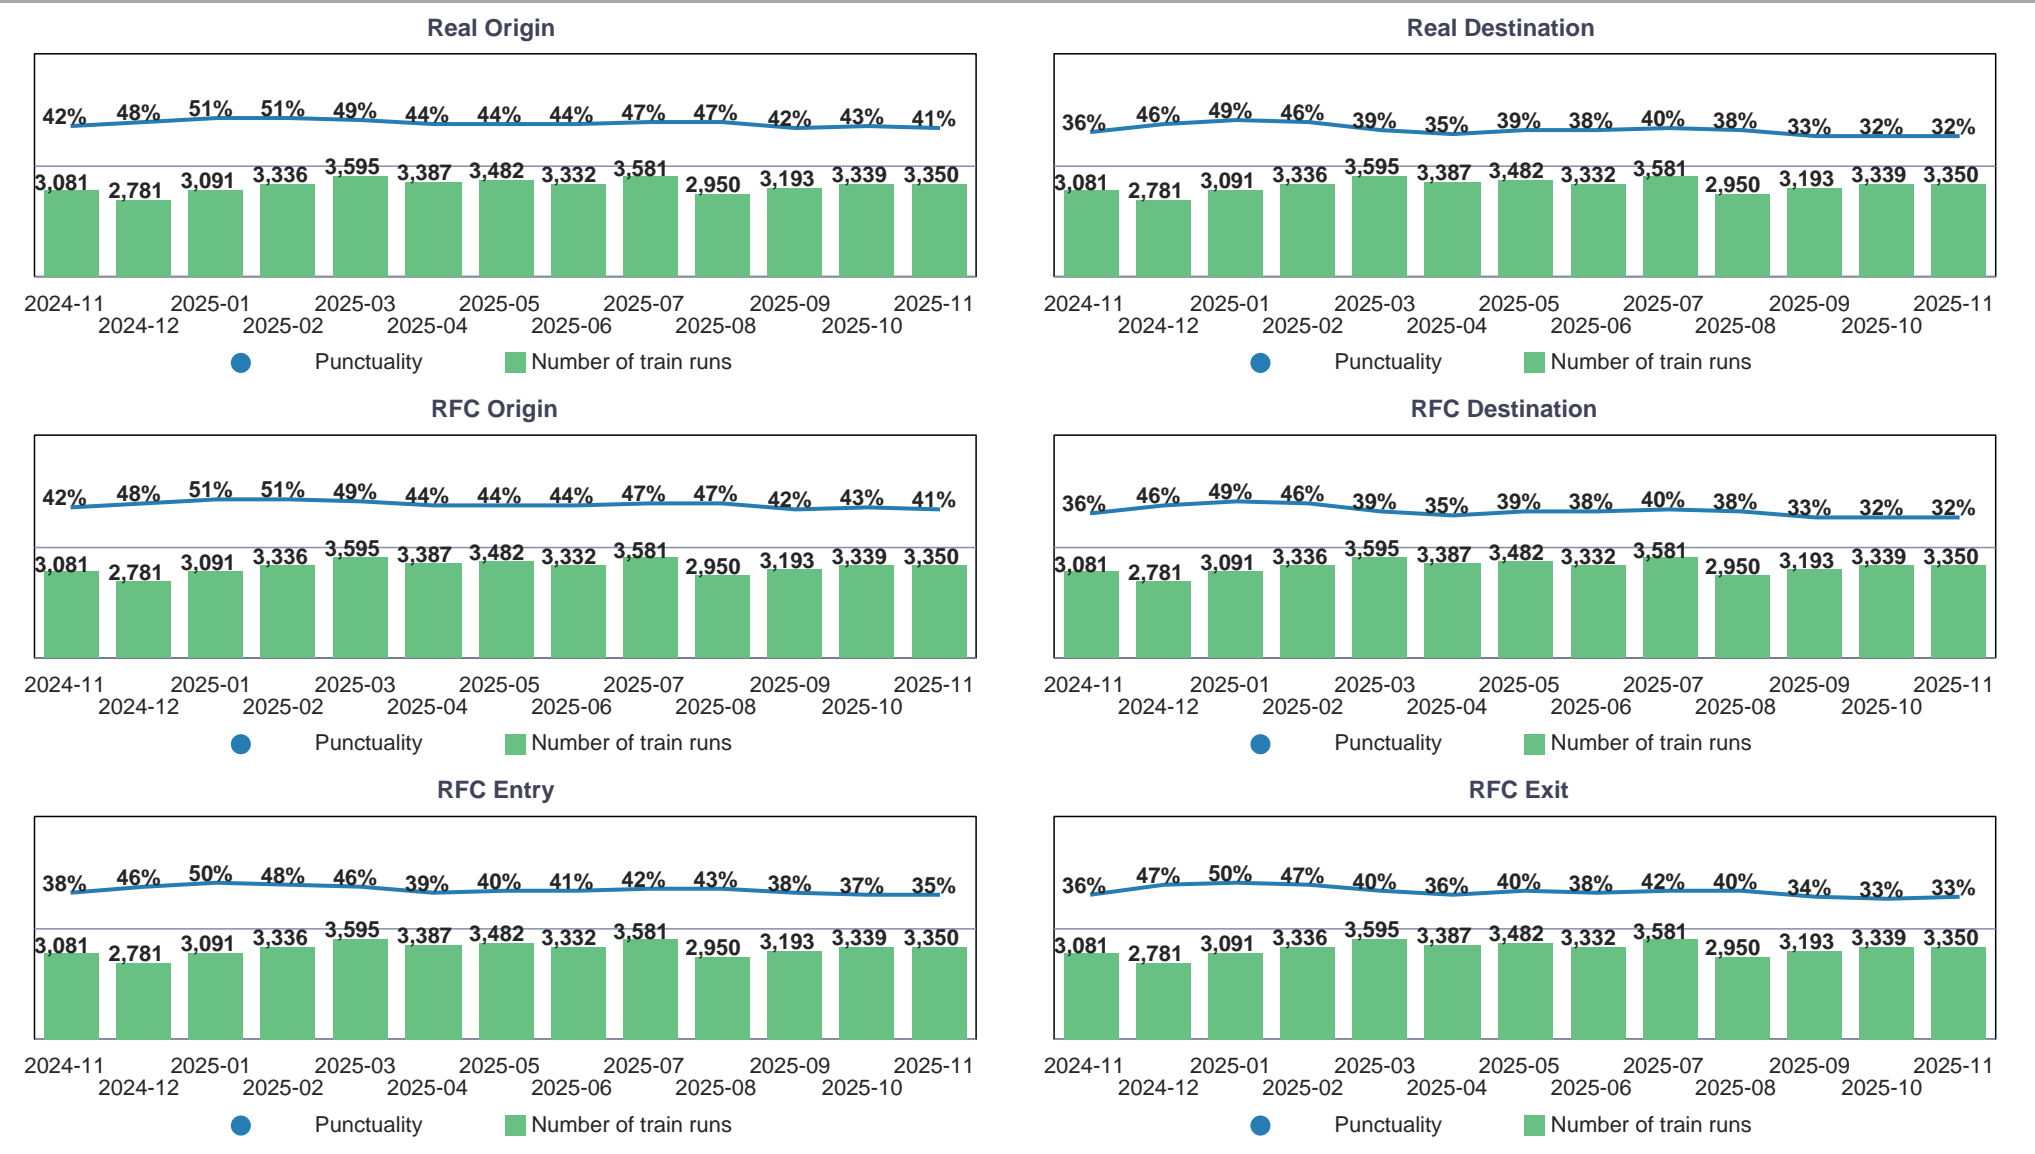 Real Origin
42% 48% 51% 51% 49% 44% 44% 44% 47% 47% 42% 43% 41%
3,081 2,781 3,091 3,336 3,595 3,387 3,482 3,332 3,581 2,950 3,193 3,339 3,350
2024-11 2024-12 2025-01 2025-02 2025-03 2025-04 2025-05 2025-06 2025-07 2025-08 2025-09 2025-10 2025-11
Punctuality Number of train runs
Real Destination
36% 46% 49% 46% 39% 35% 39% 38% 40% 38% 33% 32% 32%
3,081 2,781 3,091 3,336 3,595 3,387 3,482 3,332 3,581 2,950 3,193 3,339 3,350
2024-11 2024-12 2025-01 2025-02 2025-03 2025-04 2025-05 2025-06 2025-07 2025-08 2025-09 2025-10 2025-11
Punctuality Number of train runs
RFC Origin
42% 48% 51% 51% 49% 44% 44% 44% 47% 47% 42% 43% 41%
3,081 2,781 3,091 3,336 3,595 3,387 3,482 3,332 3,581 2,950 3,193 3,339 3,350
2024-11 2024-12 2025-01 2025-02 2025-03 2025-04 2025-05 2025-06 2025-07 2025-08 2025-09 2025-10 2025-11
Punctuality Number of train runs
RFC Destination
36% 46% 49% 46% 39% 35% 39% 38% 40% 38% 33% 32% 32%
3,081 2,781 3,091 3,336 3,595 3,387 3,482 3,332 3,581 2,950 3,193 3,339 3,350
2024-11 2024-12 2025-01 2025-02 2025-03 2025-04 2025-05 2025-06 2025-07 2025-08 2025-09 2025-10 2025-11
Punctuality Number of train runs
RFC Entry
38% 46% 50% 48% 46% 39% 40% 41% 42% 43% 38% 37% 35%
3,081 2,781 3,091 3,336 3,595 3,387 3,482 3,332 3,581 2,950 3,193 3,339 3,350
2024-11 2024-12 2025-01 2025-02 2025-03 2025-04 2025-05 2025-06 2025-07 2025-08 2025-09 2025-10 2025-11
Punctuality Number of train runs
RFC Exit
36% 47% 50% 47% 40% 36% 40% 38% 42% 40% 34% 33% 33%
3,081 2,781 3,091 3,336 3,595 3,387 3,482 3,332 3,581 2,950 3,193 3,339 3,350
2024-11 2024-12 2025-01 2025-02 2025-03 2025-04 2025-05 2025-06 2025-07 2025-08 2025-09 2025-10 2025-11
Punctuality Number of train runs